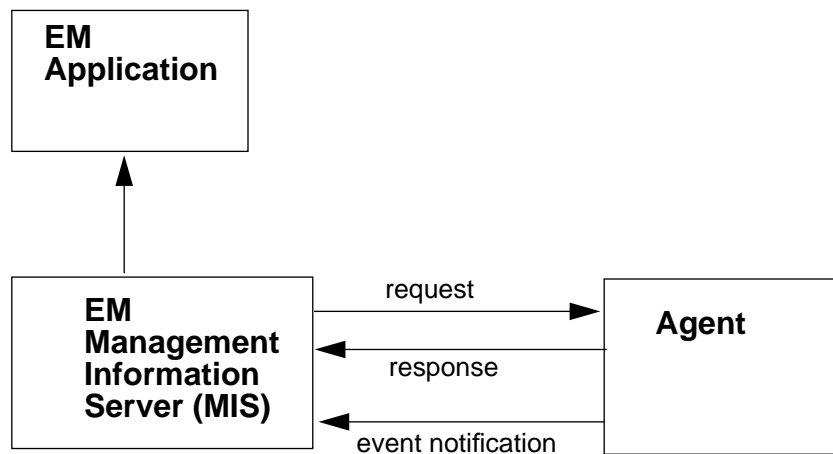 EM
Application
request
EM
Management
Information
Server (MIS)
Agent
response
event notification